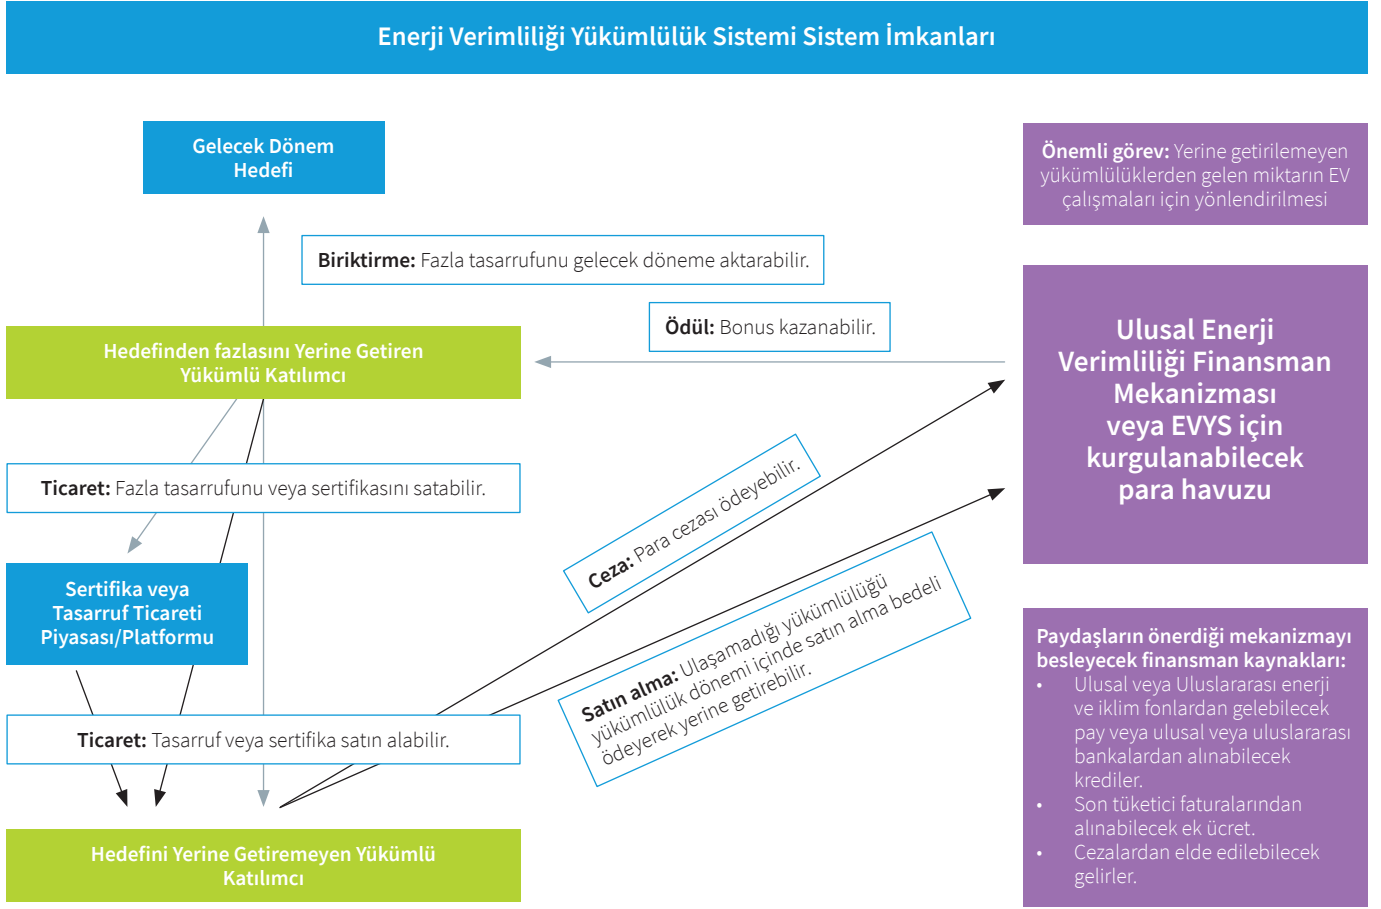 Enerji Verimliliği Yükümlülük Sistemi Sistem İmkanları
Gelecek Dönem
Hedefi
Önemli görev: Yerine getirilemeyen
yükümlülüklerden gelen miktarın EV
çalışmaları için yönlendirilmesi
Biriktirme: Fazla tasarrufunu gelecek döneme aktarabilir.
Ödül: Bonus kazanabilir.
Hedefinden fazlasını Yerine Getiren
Yükümlü Katılımcı
Ulusal Enerji
Verimliliği Finansman
Mekanizması
veya EVYS için
kurgulanabilecek
para havuzu
Ticaret: Fazla tasarrufunu veya sertifikasını satabilir.
Ceza: Para cezası ödeyebilir.
Sertifika veya
Tasarruf Ticareti
Piyasası/Platformu
Satın alma: Ulaşamadığı yükümlülüğü
yükümlülük dönemi içinde satın alma bedeli
ödeyerek yerine getirebilir.
Ticaret: Tasarruf veya sertifika satın alabilir.
Hedefini Yerine Getiremeyen Yükümlü
Katılımcı
Paydaşların önerdiği mekanizmayı
besleyecek finansman kaynakları:
• Ulusal veya Uluslararası enerji
ve iklim fonlardan gelebilecek
pay veya ulusal veya uluslararası
bankalardan alınabilecek
krediler.
• Son tüketici faturalarından
alınabilecek ek ücret.
• Cezalardan elde edilebilecek
gelirler.